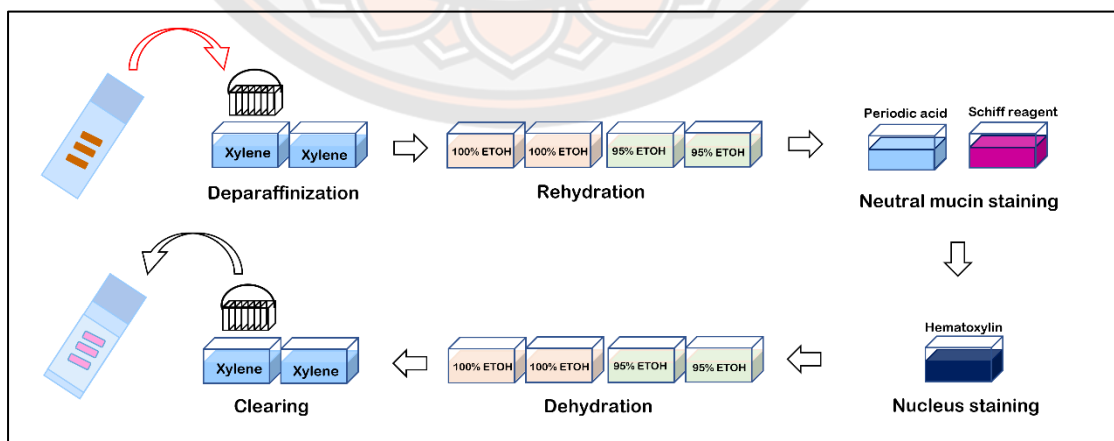 Xylene
Xylene
Deparaffinization
100% ETOH
100% ETOH
95% ETOH
95% ETOH
Rehydration
Periodic acid
Schiff reagent
Neutral mucin staining
Hematoxylin
Nucleus staining
100% ETOH
100% ETOH
95% ETOH
95% ETOH
Dehydration
Xylene
Xylene
Clearing